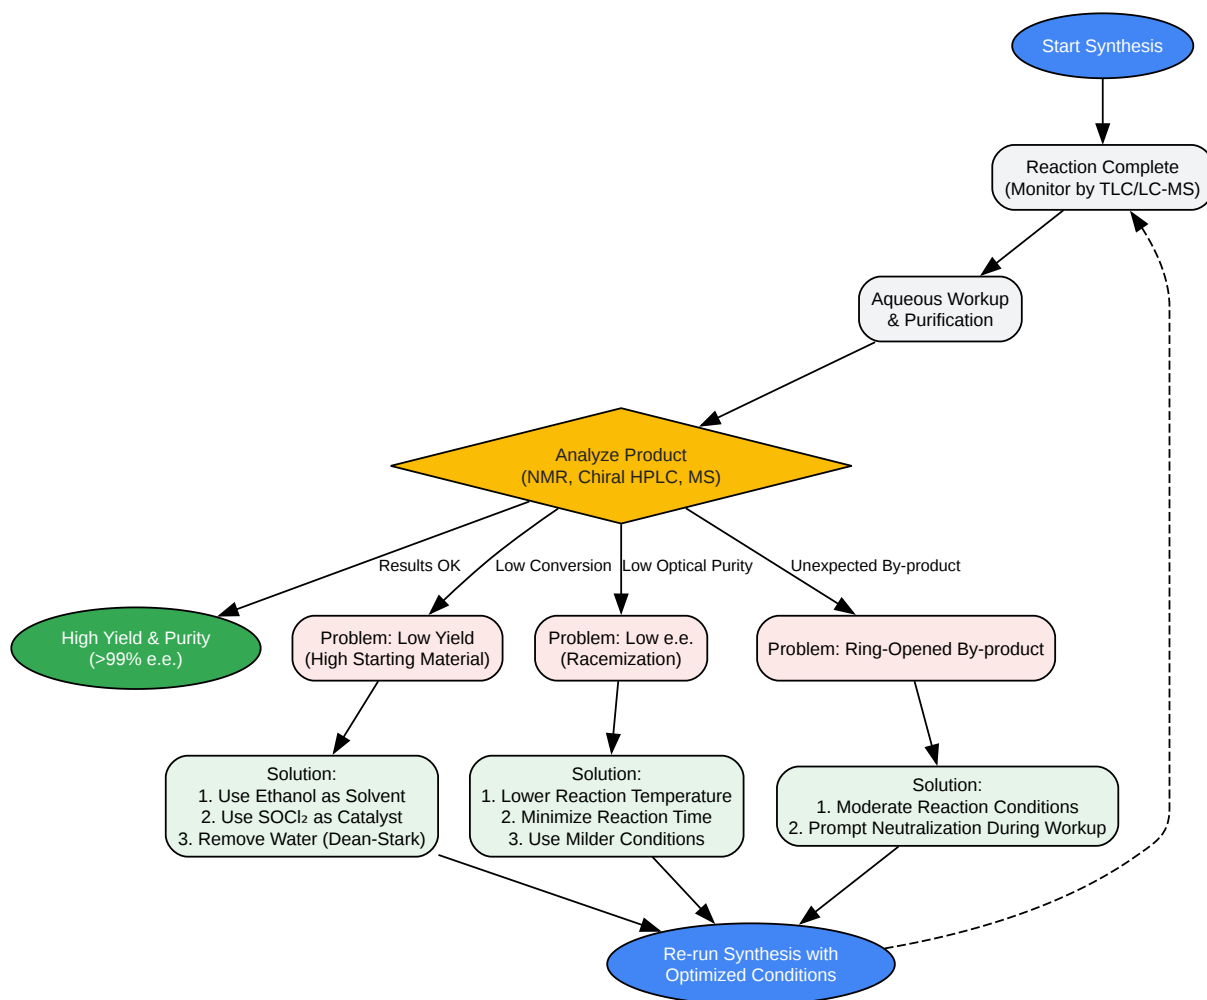 Start Synthesis
Reaction Complete
(Monitor by TLC/LC-MS)
Aqueous Workup
& Purification
Analyze Product
(NMR, Chiral HPLC, MS)
Results OK
Low Conversion
Low Optical Purity
Unexpected By-product
High Yield & Purity
(>99% e.e.)
Problem: Low Yield
(High Starting Material)
Problem: Low e.e.
(Racemization)
Problem: Ring-Opened By-product
Solution:
1. Use Ethanol as Solvent
2. Use SOCl₂ as Catalyst
3. Remove Water (Dean-Stark)
Solution:
1. Lower Reaction Temperature
2. Minimize Reaction Time
3. Use Milder Conditions
Solution:
1. Moderate Reaction Conditions
2. Prompt Neutralization During Workup
Re-run Synthesis with
Optimized Conditions